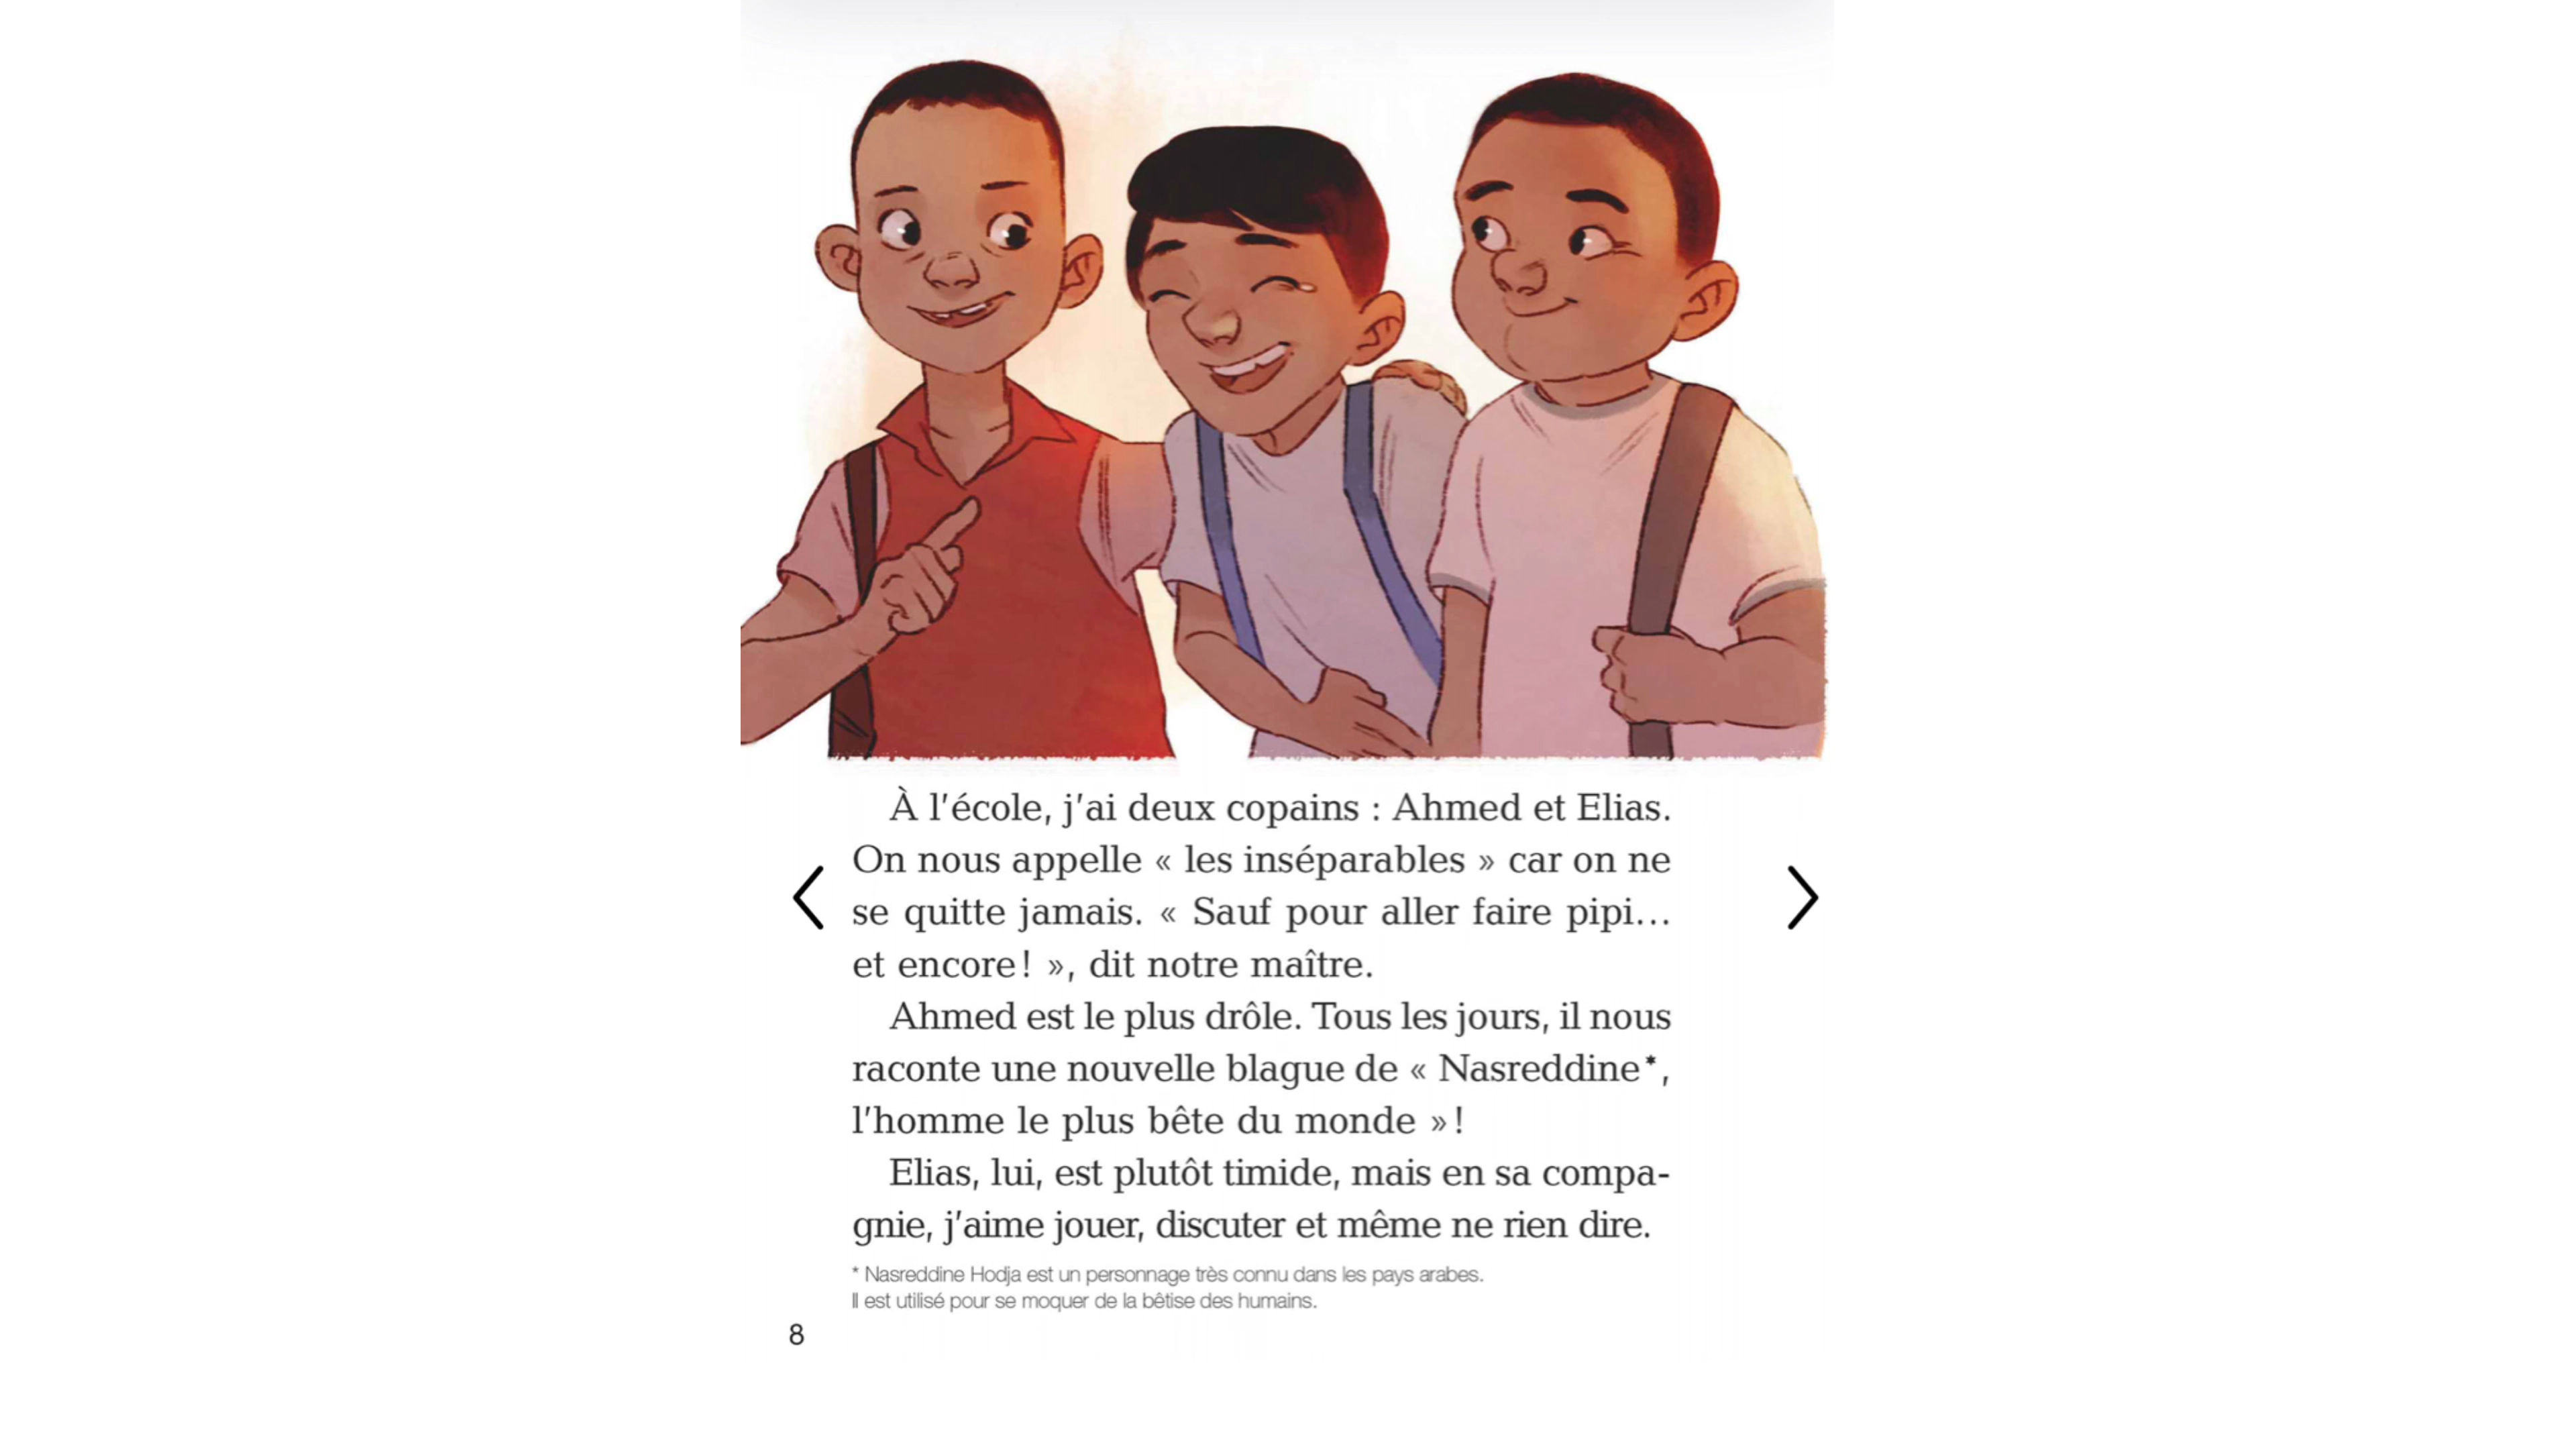 À l’école, j’ai deux copains : Ahmed et Elias.
On nous appelle « les inséparables » car on ne
se quitte jamais. « Sauf pour aller faire pipi…
et encore ! », dit notre maître.
Ahmed est le plus drôle. Tous les jours, il nous
raconte une nouvelle blague de « Nasreddine*,
l’homme le plus bête du monde » !
Elias, lui, est plutôt timide, mais en sa compa-
gnie, j’aime jouer, discuter et même ne rien dire.
* Nasreddine Hodja est un personnage très connu dans les pays arabes.
Il est utilisé pour se moquer de la bêtise des humains.
8